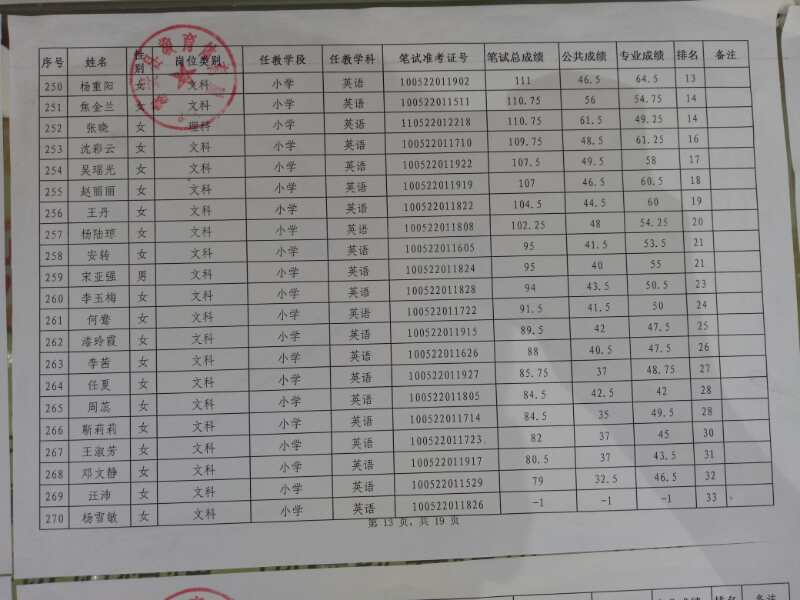 序号 姓名 性别 岗位类别 任教学段 任教学科 笔试准考证号 笔试总成绩 公共成绩 专业成绩 排名 备注
250 杨重阳 女 文科 小学 英语 100522011902 111 46.5 64.5 13
251 焦金兰 女 文科 小学 英语 100522011511 110.75 56 54.75 14
252 张晓 女 理科 小学 英语 110522012218 110.75 61.5 49.25 14
253 沈彩云 女 文科 小学 英语 100522011710 109.75 48.5 61.25 16
254 吴瑶光 女 文科 小学 英语 100522011922 107.5 49.5 58 17
255 赵丽丽 女 文科 小学 英语 100522011919 107 46.5 60.5 18
256 王丹 女 文科 小学 英语 100522011822 104.5 44.5 60 19
257 杨陆琼 女 文科 小学 英语 100522011808 102.25 48 54.25 20
258 安转 女 文科 小学 英语 100522011605 95 41.5 53.5 21
259 宋亚强 男 文科 小学 英语 100522011824 95 40 55 21
260 李玉梅 女 文科 小学 英语 100522011828 94 43.5 50.5 23
261 何鹭 女 文科 小学 英语 100522011722 91.5 41.5 50 24
262 漆玲霞 女 文科 小学 英语 100522011915 89.5 42 47.5 25
263 李茜 女 文科 小学 英语 100522011626 88 40.5 47.5 26
264 任夏 女 文科 小学 英语 100522011927 85.75 37 48.75 27
265 周蕊 女 文科 小学 英语 100522011805 84.5 42.5 42 28
266 靳莉莉 女 文科 小学 英语 100522011714 84.5 35 49.5 28
267 王淑芳 女 文科 小学 英语 100522011723 82 37 45 30
268 邓文静 女 文科 小学 英语 100522011917 80.5 37 43.5 31
269 汪沛 女 文科 小学 英语 100522011529 79 32.5 46.5 32
270 杨雪敏 女 文科 小学 英语 100522011826 -1 -1 -1 33
第 13 页, 共 19 页
备注